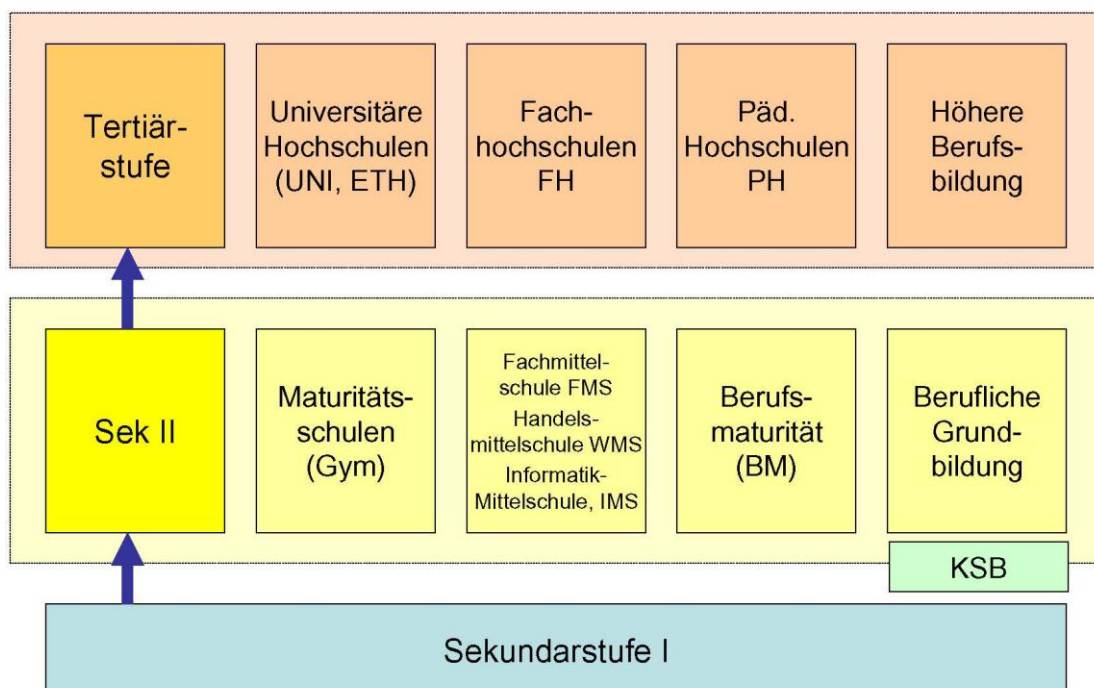 Tertiär-
stufe
Universitäre
Hochschulen
(UNI, ETH)
Fach-
hochschulen
FH
Päd.
Hochschulen
PH
Höhere
Berufs-
bildung
Sek II
Maturitäts-
schulen
(Gym)
Fachmittel-
schule FMS
Handels-
mittelschule WMS
Informatik-
Mittelschule, IMS
Berufs-
maturität
(BM)
Berufliche
Grund-
bildung
KSB
Sekundarstufe I